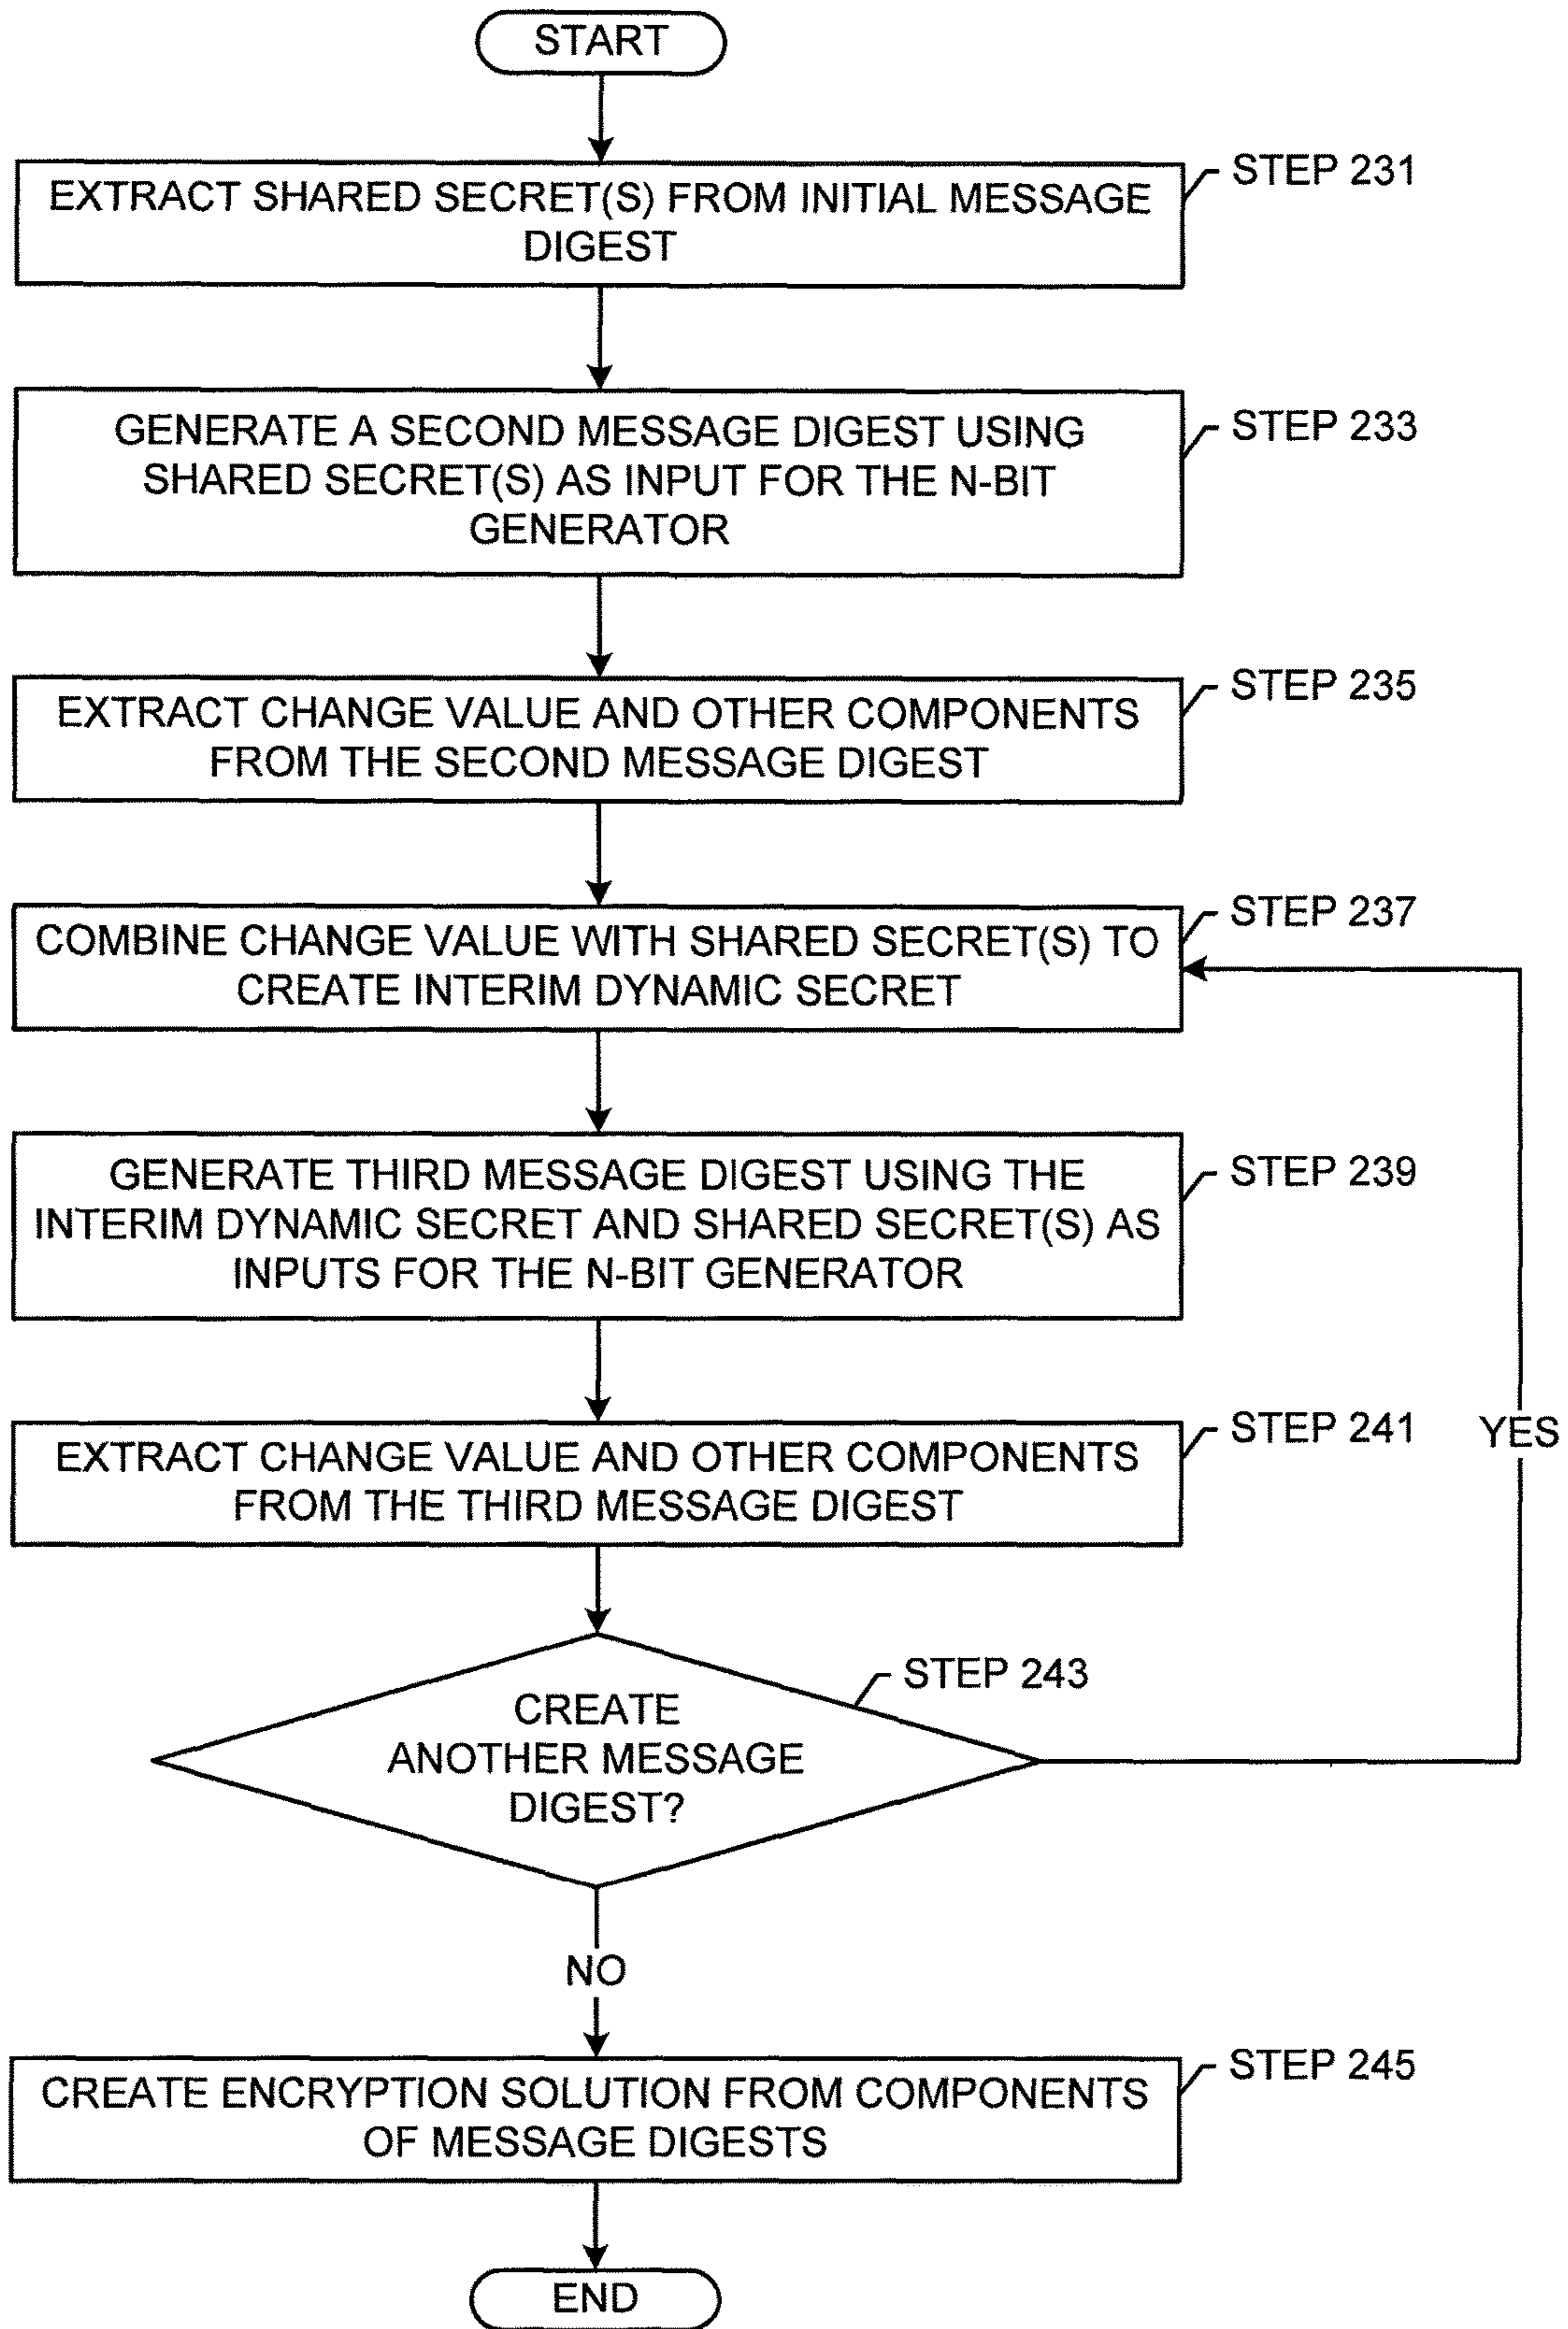 START
EXTRACT SHARED SECRET(S) FROM INITIAL MESSAGE
DIGEST
STEP 231
GENERATE A SECOND MESSAGE DIGEST USING
SHARED SECRET(S) AS INPUT FOR THE N-BIT
GENERATOR
STEP 233
EXTRACT CHANGE VALUE AND OTHER COMPONENTS
FROM THE SECOND MESSAGE DIGEST
STEP 235
COMBINE CHANGE VALUE WITH SHARED SECRET(S) TO
CREATE INTERIM DYNAMIC SECRET
STEP 237
GENERATE THIRD MESSAGE DIGEST USING THE
INTERIM DYNAMIC SECRET AND SHARED SECRET(S) AS
INPUTS FOR THE N-BIT GENERATOR
STEP 239
EXTRACT CHANGE VALUE AND OTHER COMPONENTS
FROM THE THIRD MESSAGE DIGEST
STEP 241
YES
CREATE
ANOTHER MESSAGE
DIGEST?
STEP 243
NO
CREATE ENCRYPTION SOLUTION FROM COMPONENTS
OF MESSAGE DIGESTS
STEP 245
END